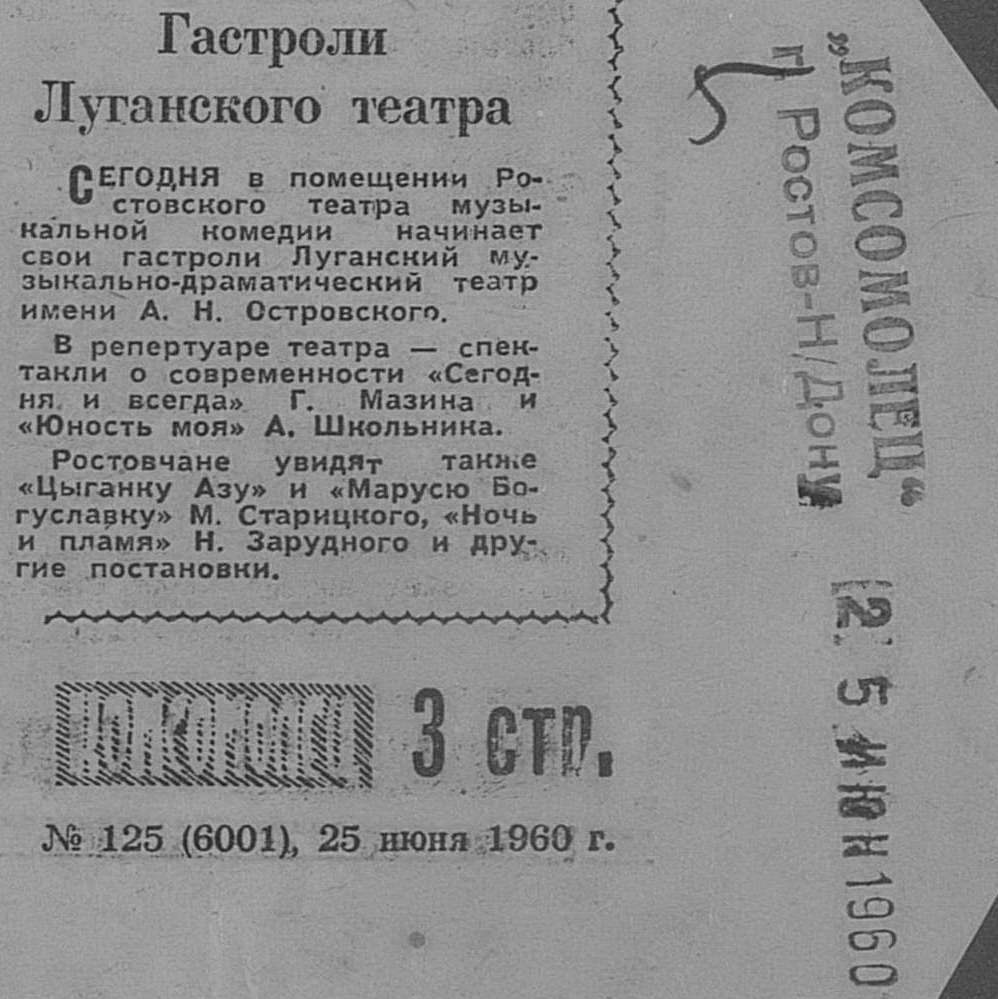 Гастроли
Луганского театра
СЕГОДНЯ в помещении Ро-
стовского театра музы-
кальной комедии начинает
свои гастроли Луганский му-
зыкально-драматический театр
имени А. Н. Островского.
В репертуаре театра — спек-
такли о современности «Сегод-
ня и всегда» Г. Мазина и
«Юность моя» А. Школьника.
Ростовчане увидят также
«Цыганку Азу» и «Марусю Бо-
гуславку» М. Старицкого, «Ночь
и пламя» Н. Зарудного и дру-
гие постановки.
КОМСОМОЛЕЦ 3 стр.
№ 125 (6001), 25 июня 1960 г.
„КОМСОМОЛЕЦ“
г. Ростов-Н/Дону
25 ИЮН 1960
5